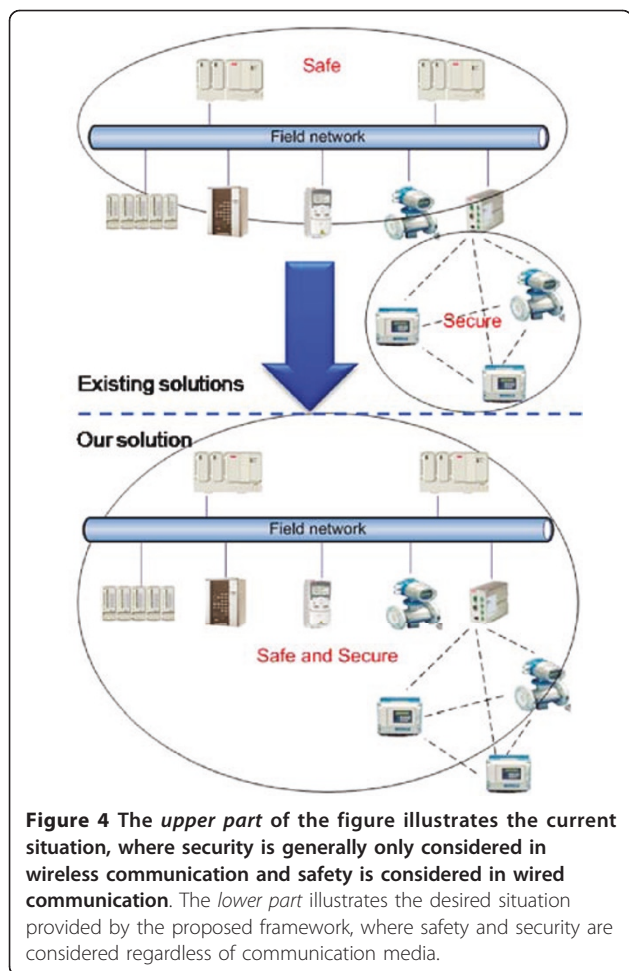 Safe
Field network
Secure
Existing solutions
Our solution
Field network
Safe and Secure
Figure 4 The upper part of the figure illustrates the current
situation, where security is generally only considered in
wireless communication and safety is considered in wired
communication. The lower part illustrates the desired situation
provided by the proposed framework, where safety and security are
considered regardless of communication media.